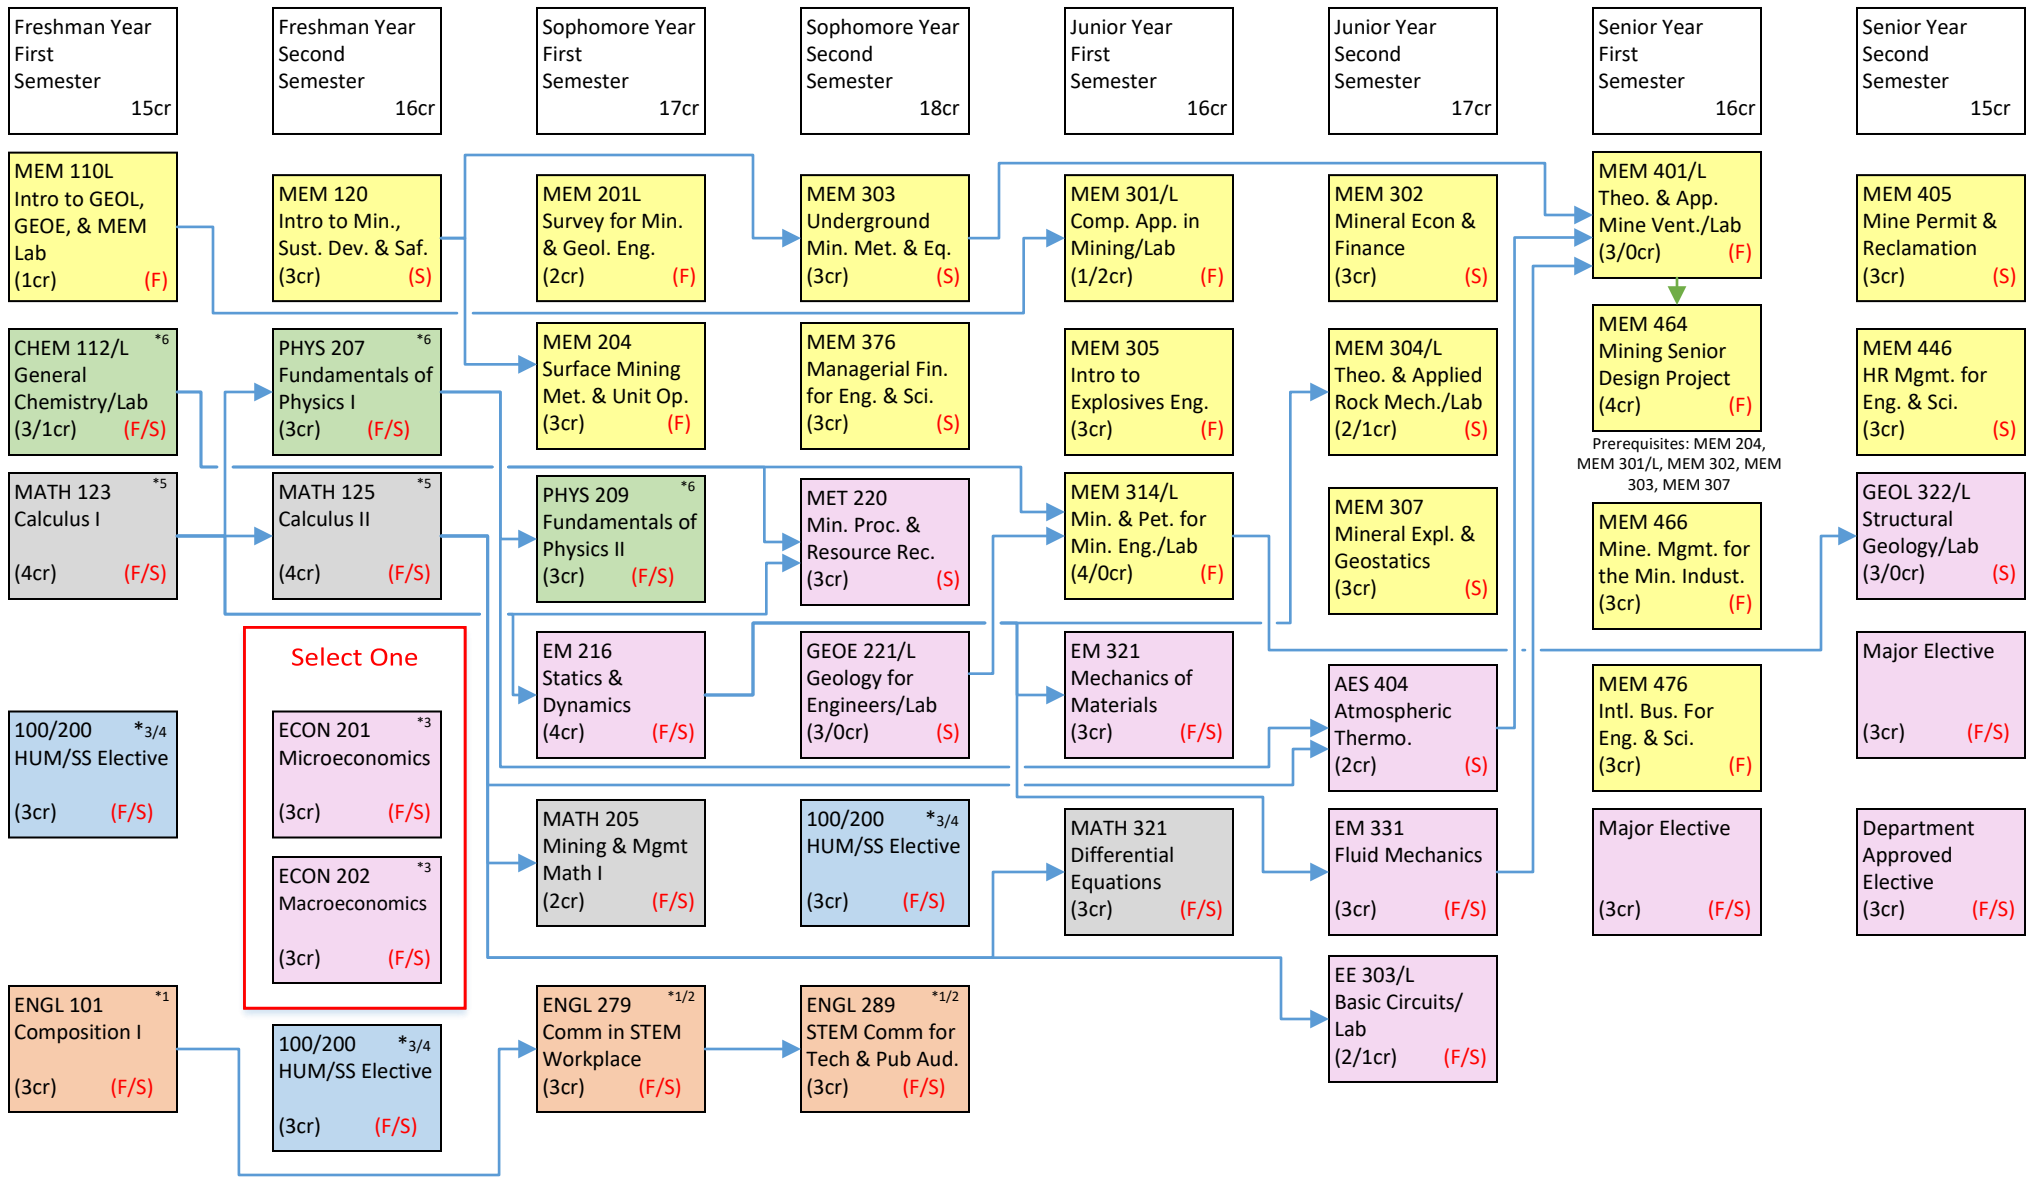 Freshman Year
First
Semester
15cr
Freshman Year
Second
Semester
16cr
Sophomore Year
First
Semester
17cr
Sophomore Year
Second
Semester
18cr
Junior Year
First
Semester
16cr
Junior Year
Second
Semester
17cr
Senior Year
First
Semester
16cr
Senior Year
Second
Semester
15cr
MEM 110L
Intro to GEOL,
GEOE, & MEM
Lab
(1cr) (F)
CHEM 112/L *6
General
Chemistry/Lab
(3/1cr) (F/S)
MATH 123 *5
Calculus I
(4cr) (F/S)
100/200 *3/4
HUM/SS Elective
(3cr) (F/S)
ENGL 101 *1
Composition I
(3cr) (F/S)
MEM 120
Intro to Min.,
Sust. Dev. & Saf.
(3cr) (S)
PHYS 207 *6
Fundamentals of
Physics I
(3cr) (F/S)
MATH 125 *5
Calculus II
(4cr) (F/S)
Select One
ECON 201 *3
Microeconomics
(3cr) (F/S)
ECON 202 *3
Macroeconomics
(3cr) (F/S)
100/200 *3/4
HUM/SS Elective
(3cr) (F/S)
MEM 201L
Survey for Min.
& Geol. Eng.
(2cr) (F)
MEM 204
Surface Mining
Met. & Unit Op.
(3cr) (F)
PHYS 209 *6
Fundamentals of
Physics II
(3cr) (F/S)
EM 216
Statics &
Dynamics
(4cr) (F/S)
MATH 205
Mining & Mgmt
Math I
(2cr) (F/S)
ENGL 279 *1/2
Comm in STEM
Workplace
(3cr) (F/S)
MEM 303
Underground
Min. Met. & Eq.
(3cr) (S)
MEM 376
Managerial Fin.
for Eng. & Sci.
(3cr) (S)
MET 220
Min. Proc. &
Resource Rec.
(3cr) (S)
GEOE 221/L
Geology for
Engineers/Lab
(3/0cr) (S)
100/200 *3/4
HUM/SS Elective
(3cr) (F/S)
ENGL 289 *1/2
STEM Comm for
Tech & Pub Aud.
(3cr) (F/S)
MEM 301/L
Comp. App. in
Mining/Lab
(1/2cr) (F)
MEM 305
Intro to
Explosives Eng.
(3cr) (F)
MEM 314/L
Min. & Pet. for
Min. Eng./Lab
(4/0cr) (F)
EM 321
Mechanics of
Materials
(3cr) (F/S)
MATH 321
Differential
Equations
(3cr) (F/S)
MEM 302
Mineral Econ &
Finance
(3cr) (S)
MEM 304/L
Theo. & Applied
Rock Mech./Lab
(2/1cr) (S)
MEM 307
Mineral Expl. &
Geostatics
(3cr) (S)
AES 404
Atmospheric
Thermo.
(2cr) (S)
EM 331
Fluid Mechanics
(3cr) (F/S)
EE 303/L
Basic Circuits/
Lab
(2/1cr) (F/S)
MEM 401/L
Theo. & App.
Mine Vent./Lab
(3/0cr) (F)
MEM 464
Mining Senior
Design Project
(4cr) (F)
Prerequisites: MEM 204,
MEM 301/L, MEM 302, MEM
303, MEM 307
MEM 466
Mine. Mgmt. for
the Min. Indust.
(3cr) (F)
MEM 476
Intl. Bus. For
Eng. & Sci.
(3cr) (F)
Major Elective
(3cr) (F/S)
MEM 405
Mine Permit &
Reclamation
(3cr) (S)
MEM 446
HR Mgmt. for
Eng. & Sci.
(3cr) (S)
GEOL 322/L
Structural
Geology/Lab
(3/0cr) (S)
Major Elective
(3cr) (F/S)
Department
Approved
Elective
(3cr) (F/S)